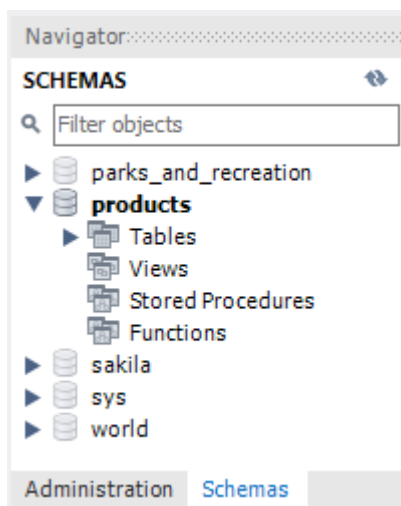 Navigator
SCHEMAS
Filter objects
parks_and_recreation
products
Tables
Views
Stored Procedures
Functions
sakila
sys
world
Administration Schemas